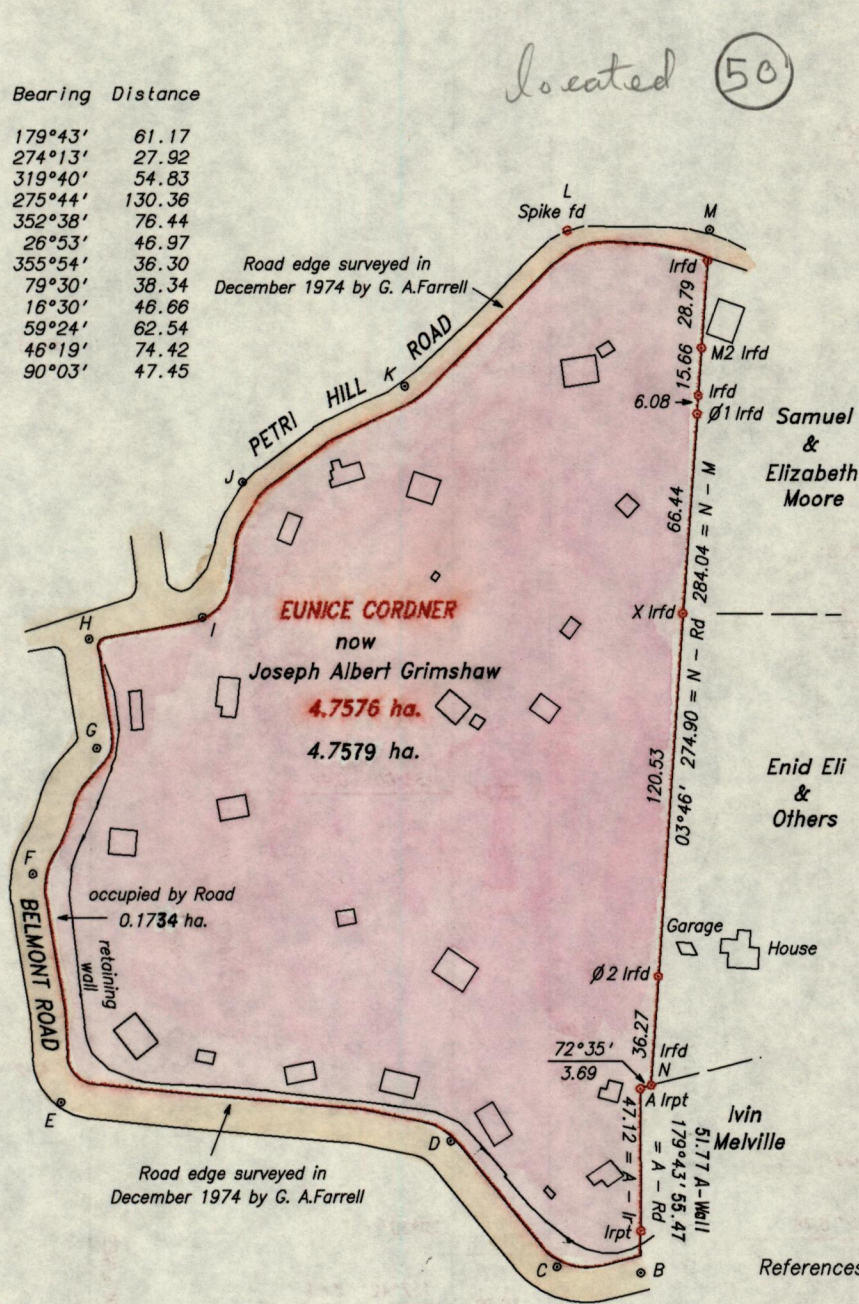 located 50
Bearing Distance
179°43' 61.17
274°13' 27.92
319°40' 54.83
275°44' 130.36
352°38' 76.44
26°53' 46.97
355°54' 36.30
79°30' 38.34
16°30' 46.66
59°24' 62.54
46°19' 74.42
90°03' 47.45
L
Spike fd
M
Road edge surveyed in
December 1974 by G. A.Farrell
Irfd
28.79
M2 Irfd
15.66
Irfd
6.08
Ø1 Irfd
K
PETRI HILL ROAD
J
Samuel
&
Elizabeth
Moore
66.44
284.04 = N - M
X Irfd
H
I
EUNICE CORDNER
now
Joseph Albert Grimshaw
4.7576 ha.
4.7579 ha.
G
120.53
03°46' 274.90 = N - Rd
Enid Eli
&
Others
F
occupied by Road
0.1734 ha.
BELMONT ROAD
retaining
wall
Garage
House
Ø2 Irfd
36.27
72°35'
3.69
Irfd
N
A Irpt
E
D
47.12 = A - Ir
51.77 A-Wall
179°43' 55.47
= A - Rd
Ivin
Melville
Road edge surveyed in
December 1974 by G. A.Farrell
Irpt
C
B
References